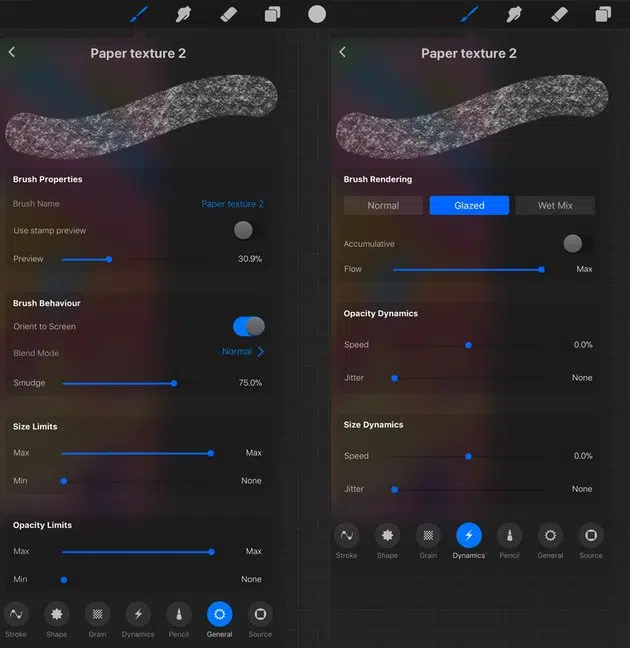 Paper texture 2
Brush Properties
Brush Name Paper texture 2
Use stamp preview
Preview 30.9%
Brush Behaviour
Orient to Screen
Blend Mode Normal
Smudge 75.0%
Size Limits
Max Max
Min None
Opacity Limits
Max Max
Min None
Stroke Shape Grain Dynamics Pencil General Source
Paper texture 2
Brush Rendering
Normal Glazed Wet Mix
Accumulative
Flow Max
Opacity Dynamics
Speed 0.0%
Jitter None
Size Dynamics
Speed 0.0%
Jitter None
Stroke Shape Grain Dynamics Pencil General Source